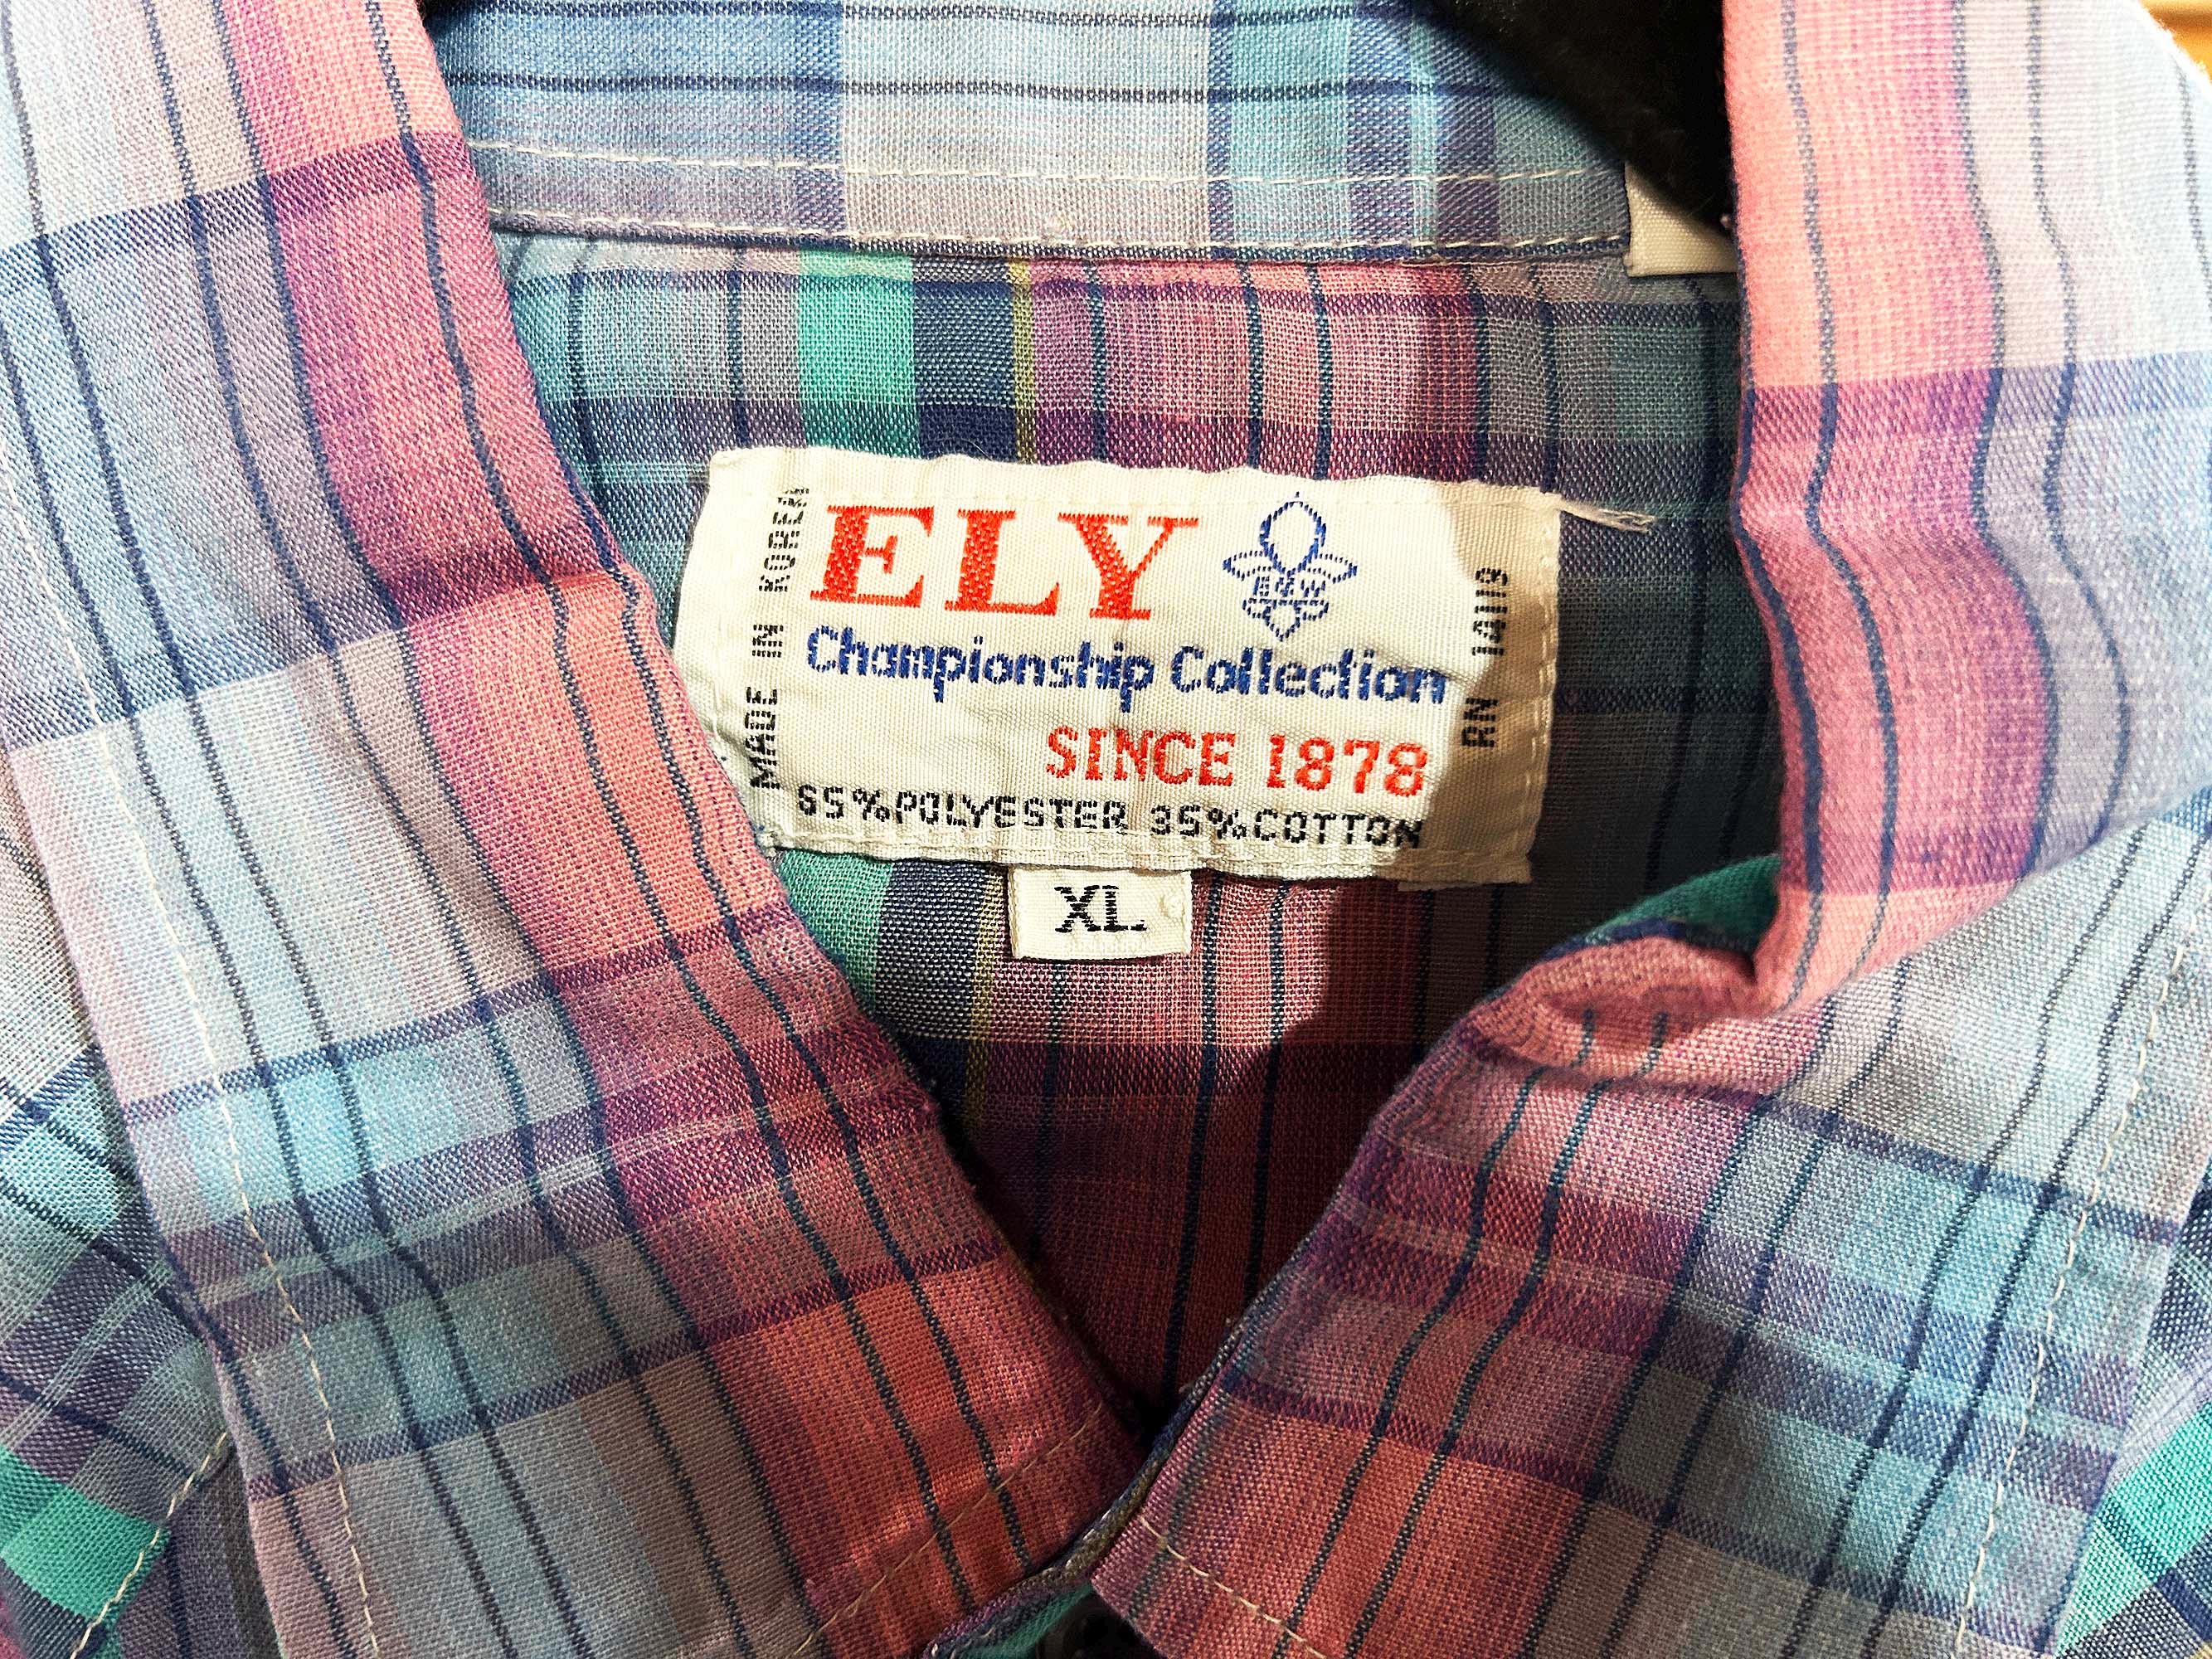 MADE IN KOREA
ELY
E&W
Championship Collection
SINCE 1878
65%POLYESTER 35%COTTON
RN 14119
XL